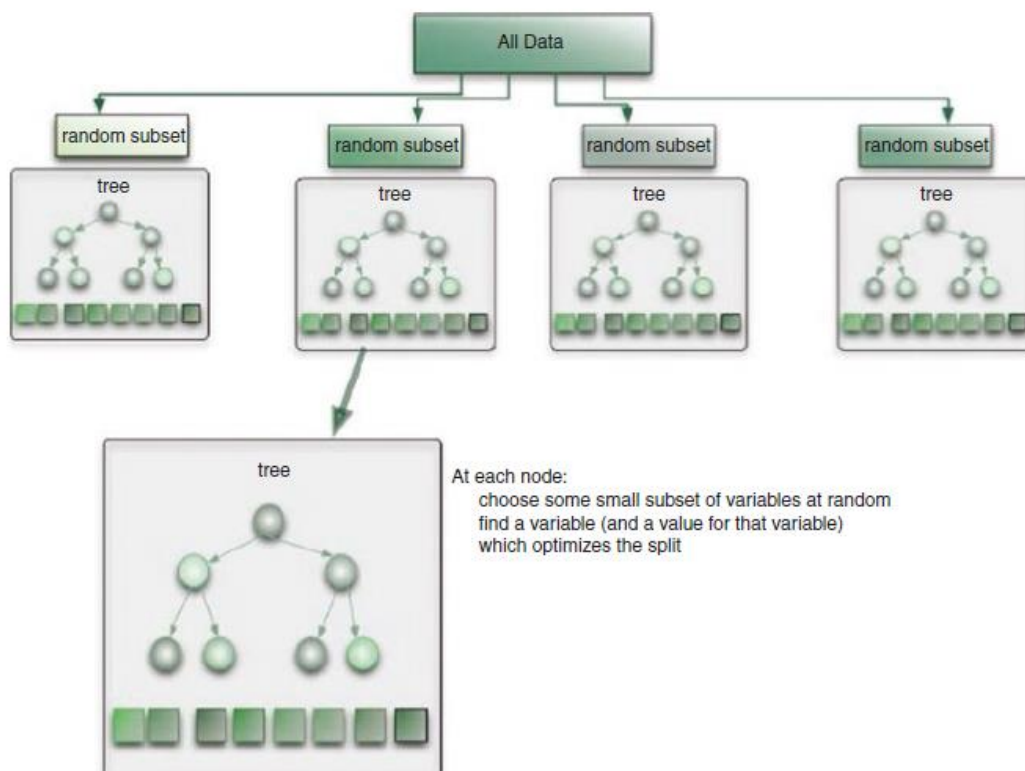 All Data
random subset
random subset
random subset
random subset
tree
tree
tree
tree
tree
At each node:
choose some small subset of variables at random
find a variable (and a value for that variable)
which optimizes the split